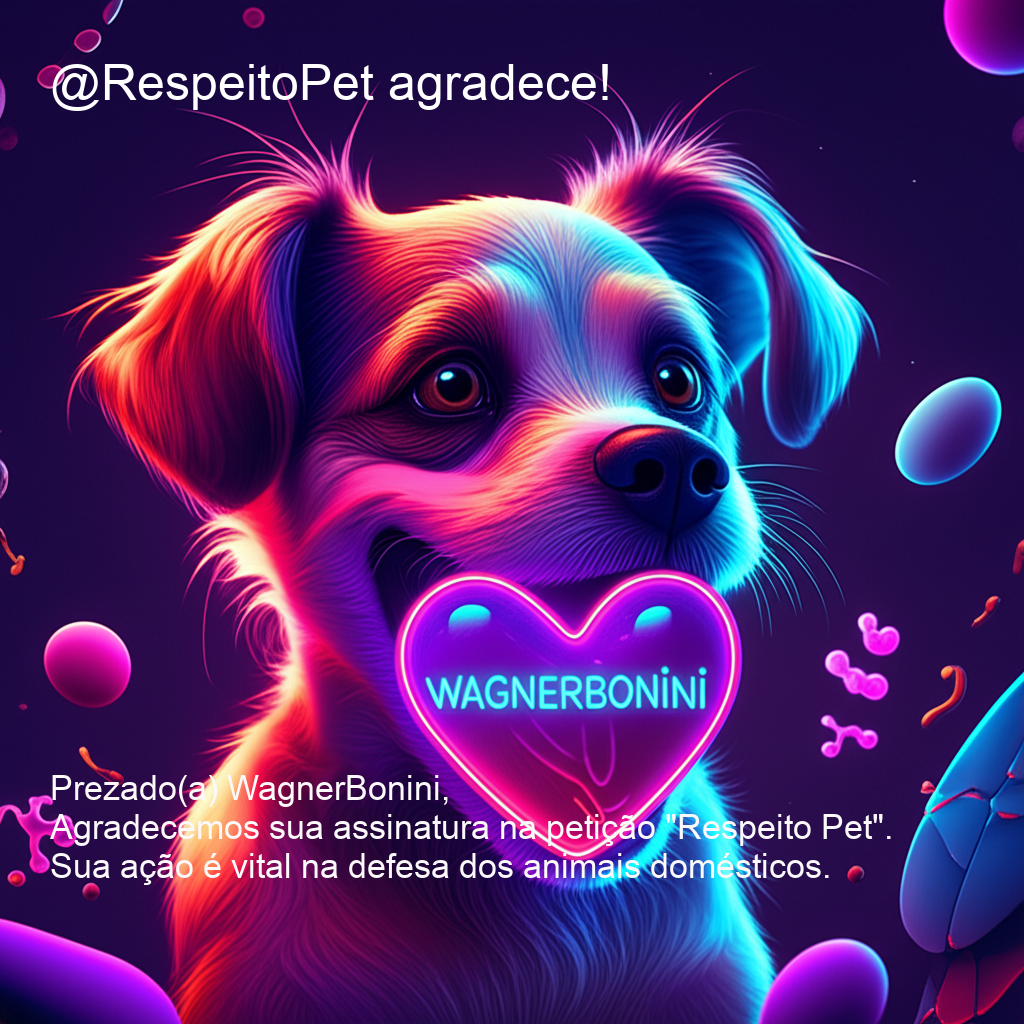 @RespeitoPet agradece!
WAGNERBONiNi
Prezado(a) WagnerBonini,
Agradecemos sua assinatura na petição "Respeito Pet".
Sua ação é vital na defesa dos animais domésticos.